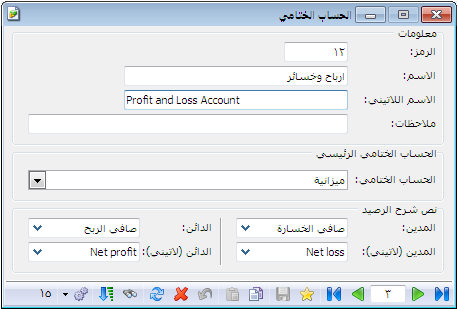 الحساب الختامي
معلومات
الرمز: ١٢
الاسم: ارباح وخسائر
الاسم اللاتيني: Profit and Loss Account
ملاحظات:
الحساب الختامي الرئيسي
الحساب الختامي: ميزانية
نص شرح الرصيد
المدين: صافي الخسارة الدائن: صافي الربح
المدين (لاتيني): Net loss الدائن (لاتيني): Net profit
٣ ١٥